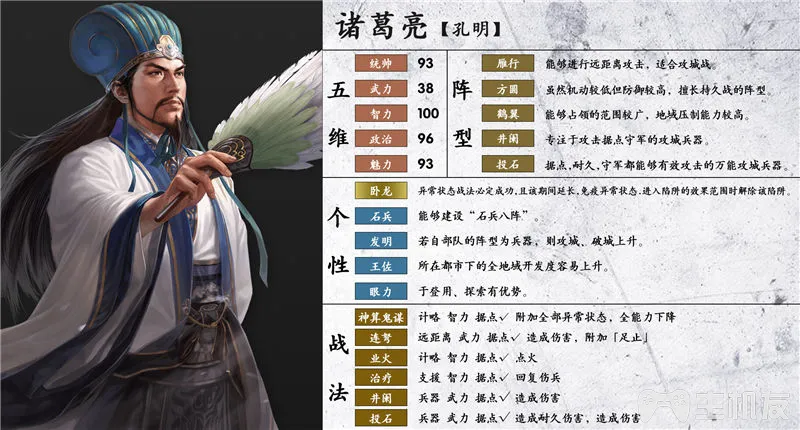 诸葛亮【孔明】
五维
统帅 93
武力 38
智力 100
政治 96
魅力 93
阵型
雁行 能够进行远距离攻击，适合攻城战。
方圆 虽然机动较低但防御较高，擅长持久战的阵型。
鹤翼 能够占领的范围较广，地域压制能力较高。
井阑 专注于攻击据点守军的攻城兵器。
投石 据点,耐久,守军都能够有效攻击的万能攻城兵器。
个性
卧龙 异常状态战法必定成功,且该期间延长,免疫异常状态.进入陷阱的效果范围时解除该陷阱.
石兵 能够建设“石兵八阵”。
发明 若自部队的阵型为兵器，则攻城、破城上升。
王佐 所在都市下的全地域开发度容易上升。
眼力 于登用、探索有优势。
战法
神算鬼谋 计略 智力 据点✓ 附加全部异常状态，全能力下降
连弩 远距离 武力 据点✓ 造成伤害，附加「足止」
业火 计略 智力 据点✓ 点火
治疗 支援 智力 据点✓ 回复伤兵
井阑 兵器 武力 据点✓ 造成伤害
投石 兵器 武力 据点✓ 造成耐久伤害，造成伤害